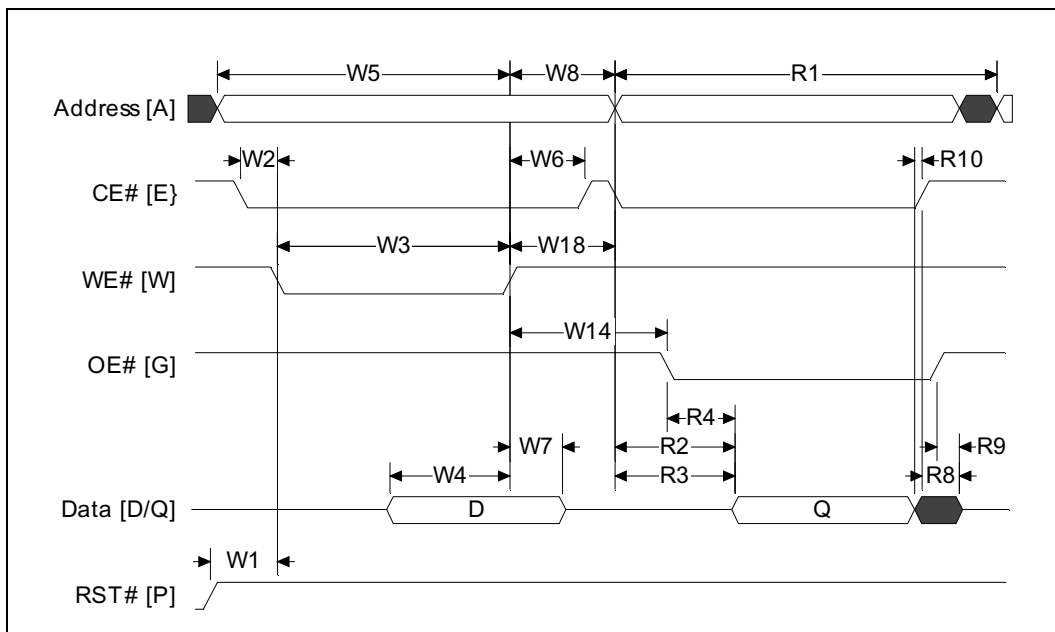 W5 W8 R1
Address [A]
W2 W6 R10
CE# [E}
W3 W18
WE# [W]
W14
OE# [G]
R4
W7 R2 R9
W4 R3 R8
Data [D/Q] D Q
W1
RST# [P]